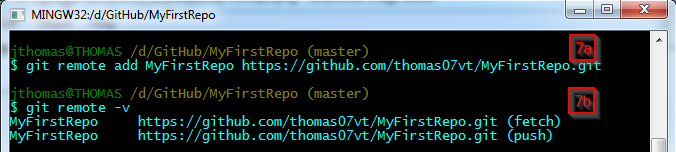 MINGW32:/d/GitHub/MyFirstRepo
jthomas@THOMAS /d/GitHub/MyFirstRepo (master)
7a
$ git remote add MyFirstRepo https://github.com/thomas07vt/MyFirstRepo.git
jthomas@THOMAS /d/GitHub/MyFirstRepo (master)
7b
$ git remote -v
MyFirstRepo     https://github.com/thomas07vt/MyFirstRepo.git (fetch)
MyFirstRepo     https://github.com/thomas07vt/MyFirstRepo.git (push)